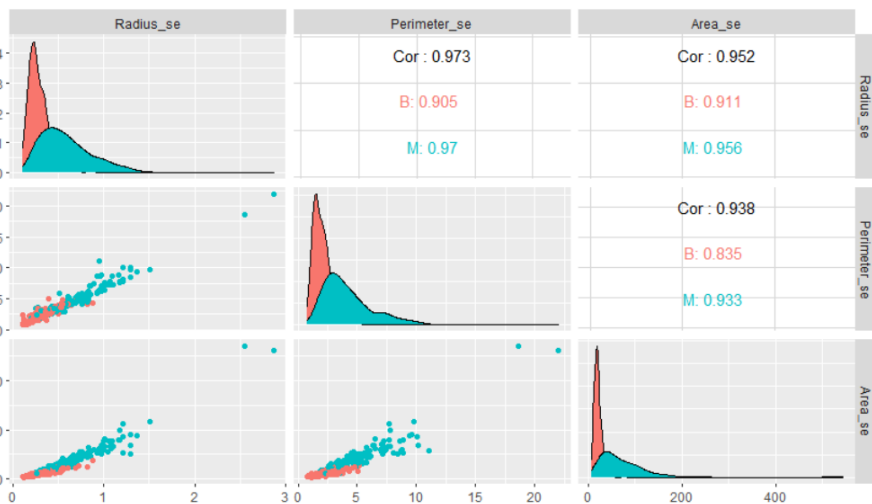 Radius_se
Perimeter_se
Area_se
Cor : 0.973
Cor : 0.952
B: 0.905
B: 0.911
M: 0.97
M: 0.956
Radius_se
Cor : 0.938
B: 0.835
M: 0.933
Perimeter_se
Area_se
0
1
2
3
0
5
10
15
20
0
200
400